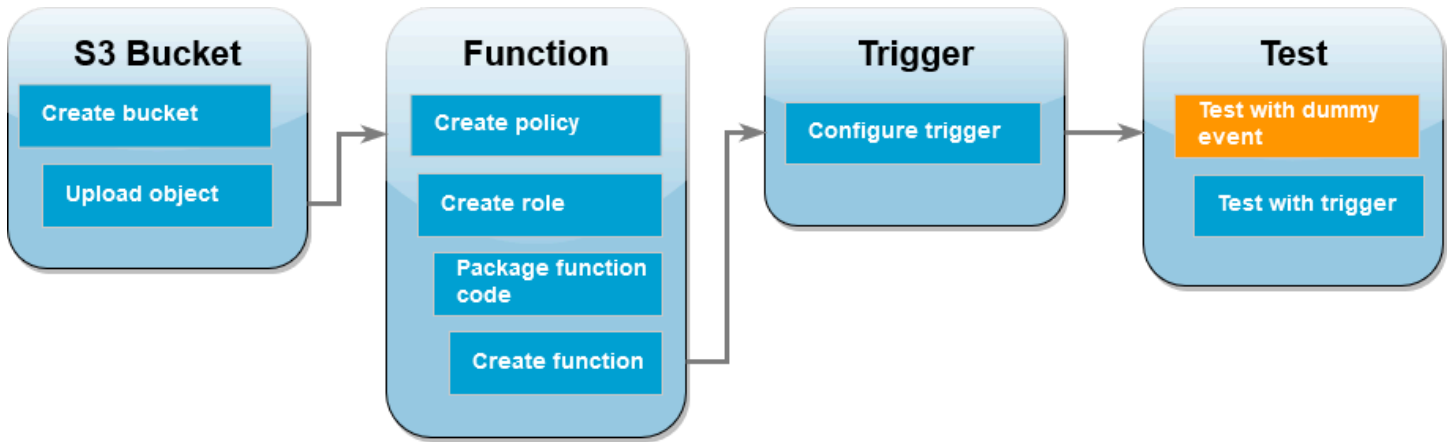 S3 Bucket
Create bucket
Upload object
Function
Create policy
Create role
Package function
code
Create function
Trigger
Configure trigger
Test
Test with dummy
event
Test with trigger